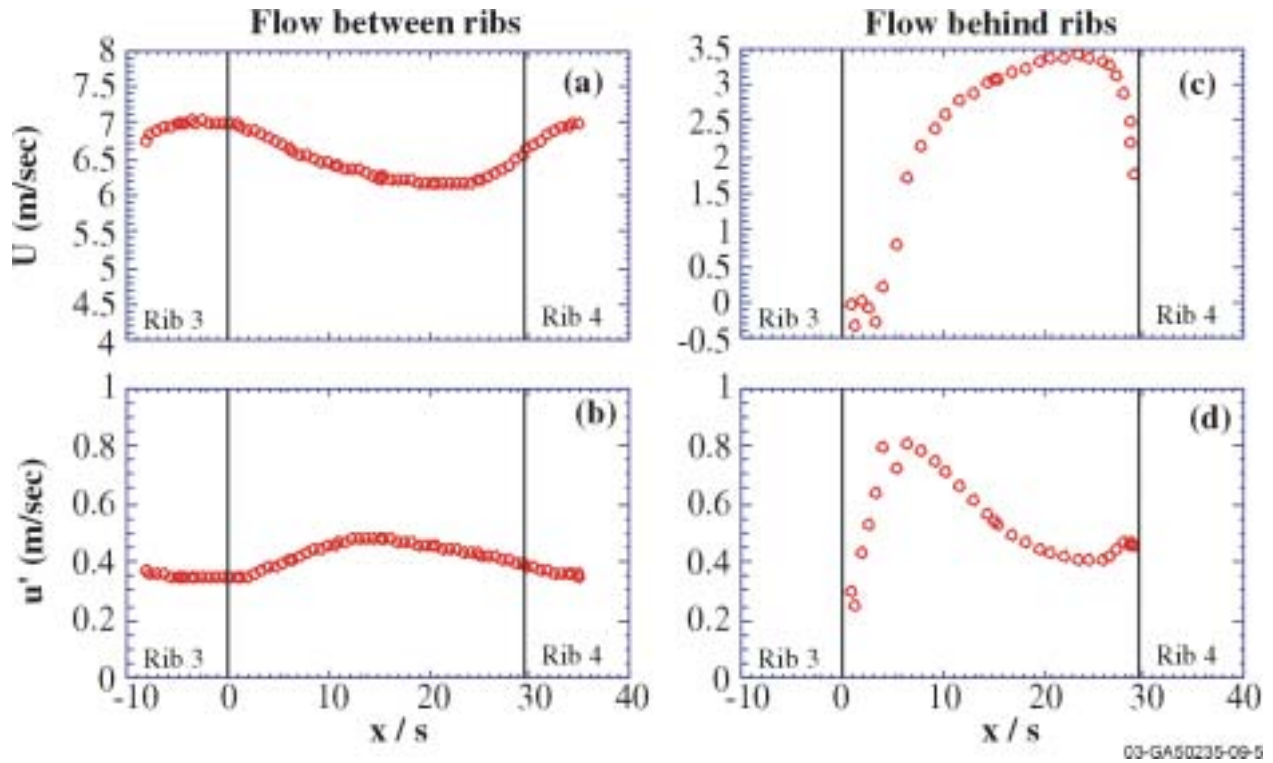 Flow between ribs
Flow behind ribs
U (m/sec)
8
7.5
7
6.5
6
5.5
5
4.5
4
(a)
Rib 3
Rib 4
3.5
3
2.5
2
1.5
1
0.5
0
-0.5
(c)
Rib 3
Rib 4
u' (m/sec)
1
0.8
0.6
0.4
0.2
0
(b)
Rib 3
Rib 4
-10 0 10 20 30 40
x / s
1
0.8
0.6
0.4
0.2
0
(d)
Rib 3
Rib 4
-10 0 10 20 30 40
x / s
03-GA50235-09-5